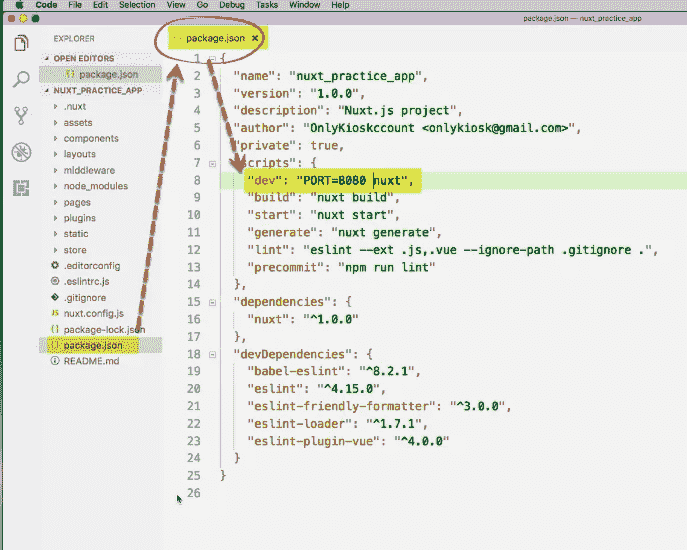 Code File Edit Selection View Go Debug Tasks Window Help
package.json — nuxt_practice_app
EXPLORER
OPEN EDITORS
{} package.json
NUXT_PRACTICE_APP
.nuxt
assets
components
layouts
middleware
node_modules
pages
plugins
static
store
.editorconfig
.eslintrc.js
.gitignore
JS nuxt.config.js
{} package-lock.json
{} package.json
README.md
package.json ×
1 {
2 "name": "nuxt_practice_app",
3 "version": "1.0.0",
4 "description": "Nuxt.js project",
5 "author": "OnlyKioskccount <onlykiosk@gmail.com>",
6 "private": true,
7 "scripts": {
8 "dev": "PORT=8080 nuxt",
9 "build": "nuxt build",
10 "start": "nuxt start",
11 "generate": "nuxt generate",
12 "lint": "eslint --ext .js,.vue --ignore-path .gitignore .",
13 "precommit": "npm run lint"
14 },
15 "dependencies": {
16 "nuxt": "^1.0.0"
17 },
18 "devDependencies": {
19 "babel-eslint": "^8.2.1",
20 "eslint": "^4.15.0",
21 "eslint-friendly-formatter": "^3.0.0",
22 "eslint-loader": "^1.7.1",
23 "eslint-plugin-vue": "^4.0.0"
24 }
25 }
26